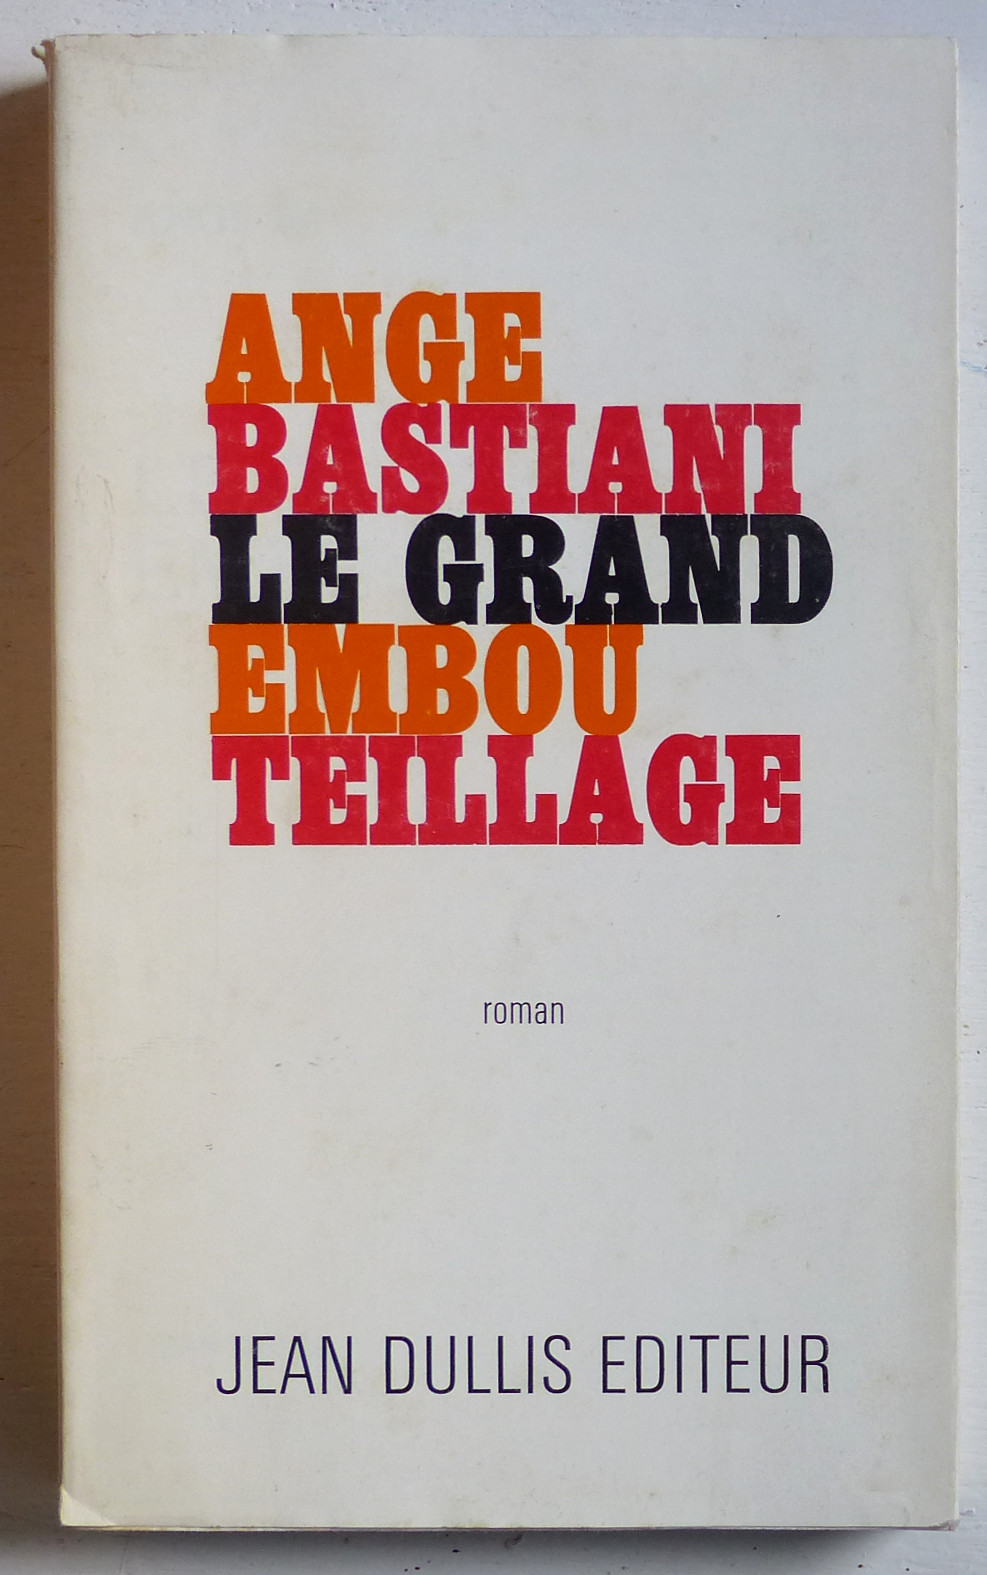 ANGE
BASTIANI
LE GRAND
EMBOU
TEILLAGE
roman
JEAN DULLIS EDITEUR